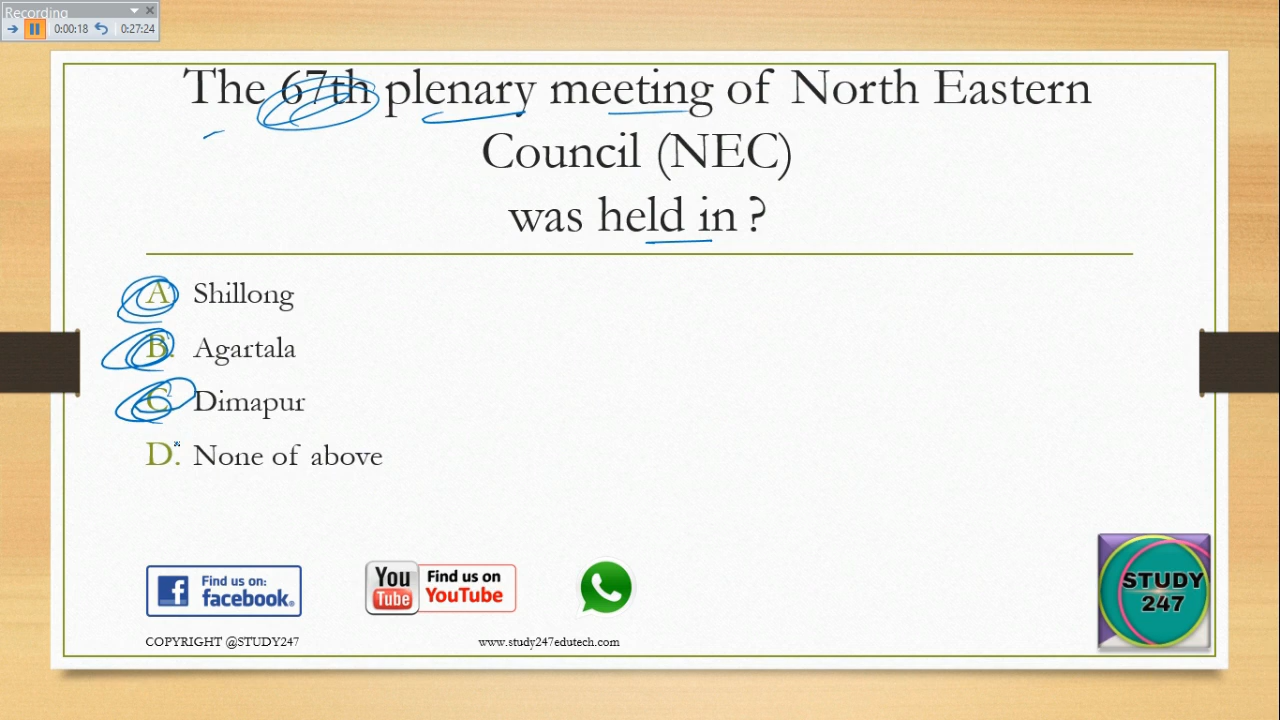 Recording
0:00:18
0:27:24
The 67th plenary meeting of North Eastern
Council (NEC)
was held in ?
A. Shillong
B. Agartala
C. Dimapur
D. None of above
Find us on:
facebook.
You
Tube
Find us on
YouTube
STUDY
247
COPYRIGHT @STUDY247
www.study247edutech.com